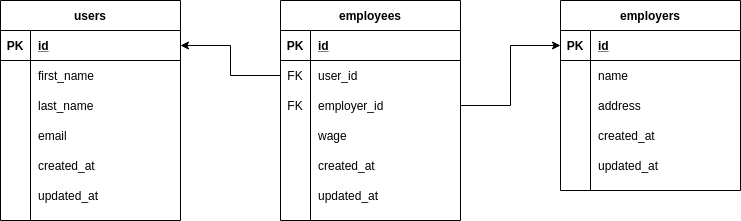 users
PK id
first_name
last_name
email
created_at
updated_at
employees
PK id
FK user_id
FK employer_id
wage
created_at
updated_at
employers
PK id
name
address
created_at
updated_at